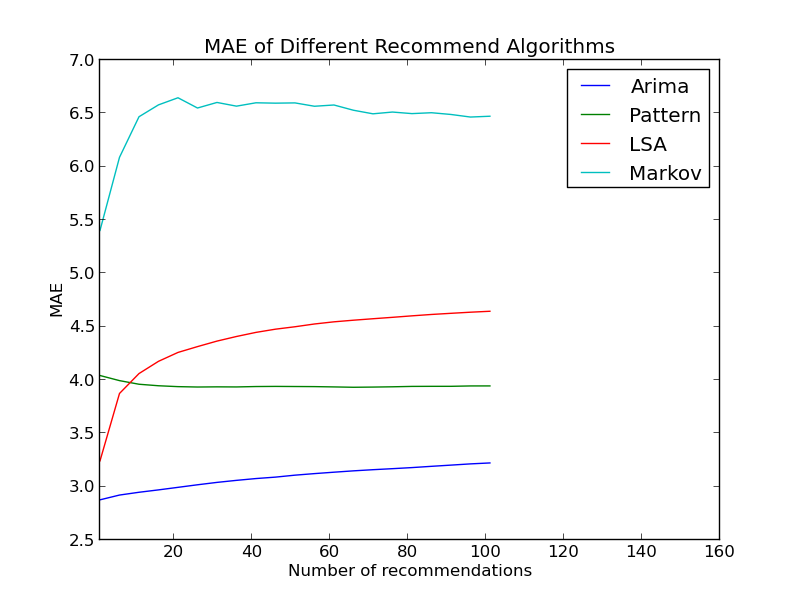 MAE of Different Recommend Algorithms
7.0
6.5
6.0
5.5
5.0
4.5
4.0
3.5
3.0
2.5
MAE
Arima
Pattern
LSA
Markov
20 40 60 80 100 120 140 160
Number of recommendations